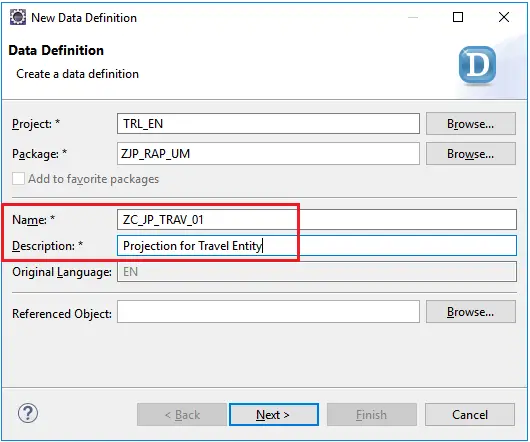 New Data Definition
Data Definition
Create a data definition
D
Project: * TRL_EN Browse...
Package: * ZJP_RAP_UM Browse...
Add to favorite packages
Name: * ZC_JP_TRAV_01
Description: * Projection for Travel Entity
Original Language: EN
Referenced Object: Browse...
? < Back Next > Finish Cancel